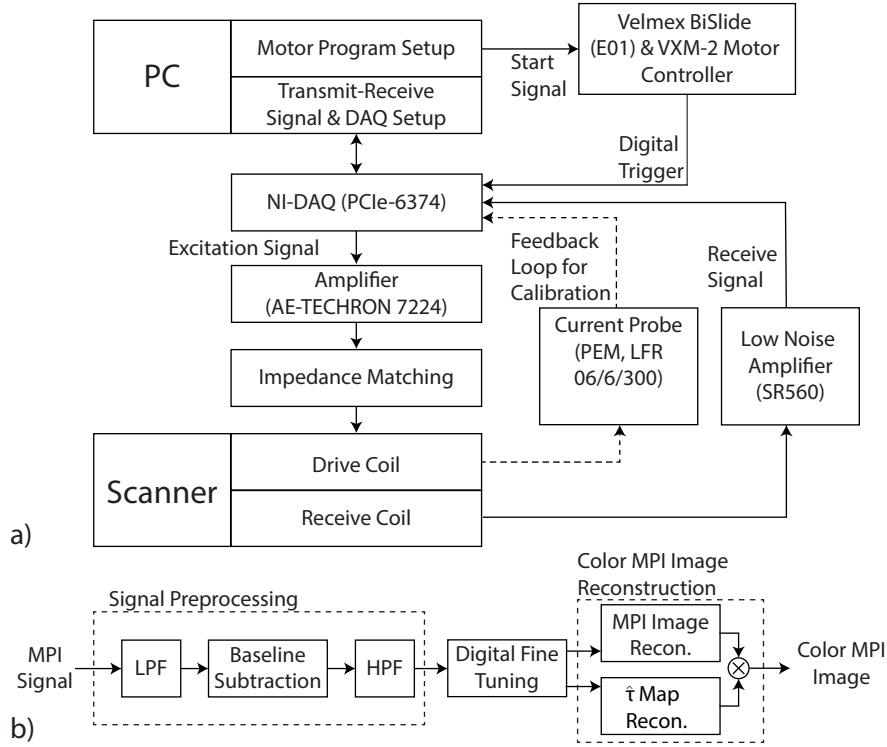 PC
Motor Program Setup
Transmit-Receive
Signal & DAQ Setup
Start
Signal
Velmex BiSlide
(E01) & VXM-2 Motor
Controller
Digital
Trigger
NI-DAQ (PCIe-6374)
Excitation Signal
Amplifier
(AE-TECHRON 7224)
Feedback
Loop for
Calibration
Receive
Signal
Impedance Matching
Current Probe
(PEM, LFR
06/6/300)
Low Noise
Amplifier
(SR560)
Scanner
Drive Coil
Receive Coil
a)
Signal Preprocessing
Color MPI Image
Reconstruction
MPI
Signal
LPF
Baseline
Subtraction
HPF
Digital Fine
Tuning
MPI Image
Recon.
τ̂ Map
Recon.
Color MPI
Image
b)